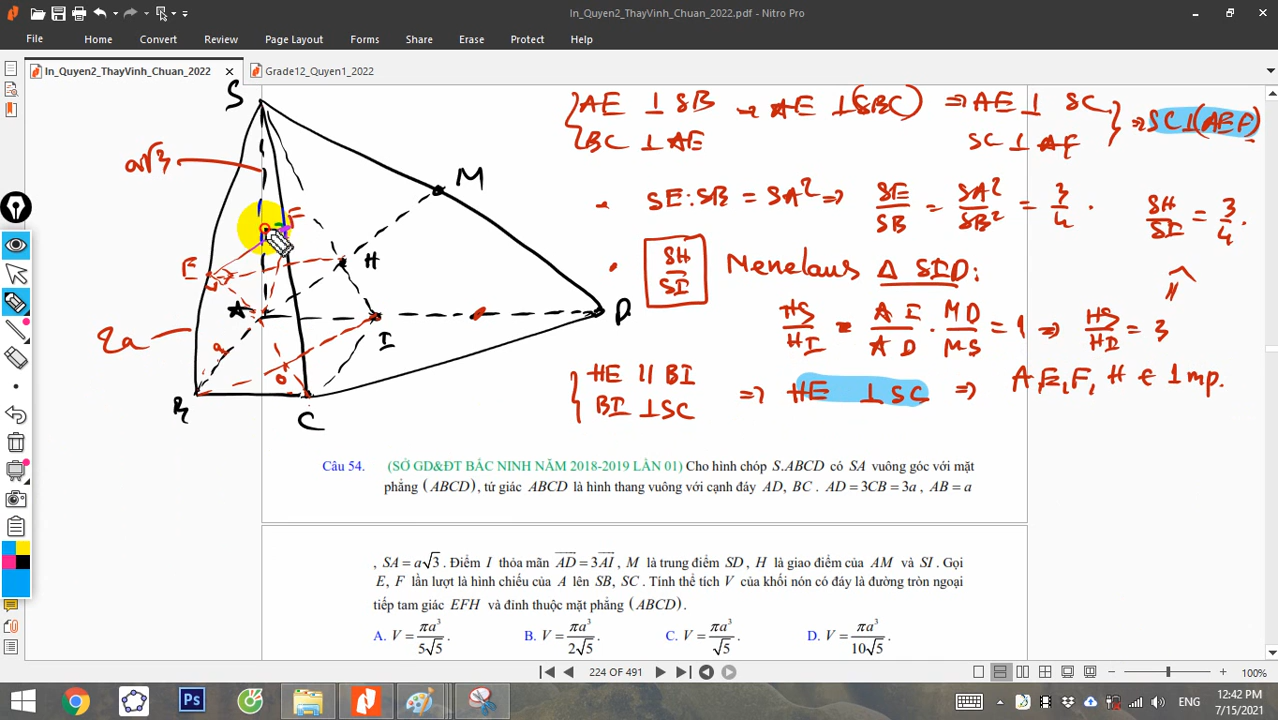 In_Quyen2_ThayVinh_Chuan_2022.pdf - Nitro Pro
File Home Convert Review Page Layout Forms Share Erase Protect Help
In_Quyen2_ThayVinh_Chuan_2022 Grade12_Quyen1_2022
S
a√3
M
F
E
H
A
D
2a
a
I
O
B
C
AE ⊥ SB → AE ⊥ (SBC) ⇒ AE ⊥ SC
BC ⊥ AE SC ⊥ AF
⇒ SC ⊥ (AEF)
SE . SB = SA² ⇒ SE/SB = SA²/SB² = 3/4 .
SH/SI = 3/4 .
SH/SI Menelaus Δ SID :
HS/HI = AI/AD . MD/MS = 1 ⇒ HS/HI = 3
HE // BI
BI ⊥ SC
⇒ HE ⊥ SC ⇒ A,E,F, H ∈ 1 mp.
Câu 54. (SỞ GD&ĐT BẮC NINH NĂM 2018-2019 LẦN 01) Cho hình chóp S.ABCD có SA vuông góc với mặt
phẳng (ABCD), tứ giác ABCD là hình thang vuông với cạnh đáy AD, BC . AD = 3CB = 3a , AB = a
, SA = a√3 . Điểm I thỏa mãn AD = 3AI , M là trung điểm SD , H là giao điểm của AM và SI . Gọi
E, F lần lượt là hình chiếu của A lên SB, SC . Tính thể tích V của khối nón có đáy là đường tròn ngoại
tiếp tam giác EFH và đỉnh thuộc mặt phẳng (ABCD).
A. V = πa³/5√5 . B. V = πa³/2√5 . C. V = πa³/√5 . D. V = πa³/10√5 .
224 OF 491
100%
Ps
ENG
12:42 PM
7/15/2021